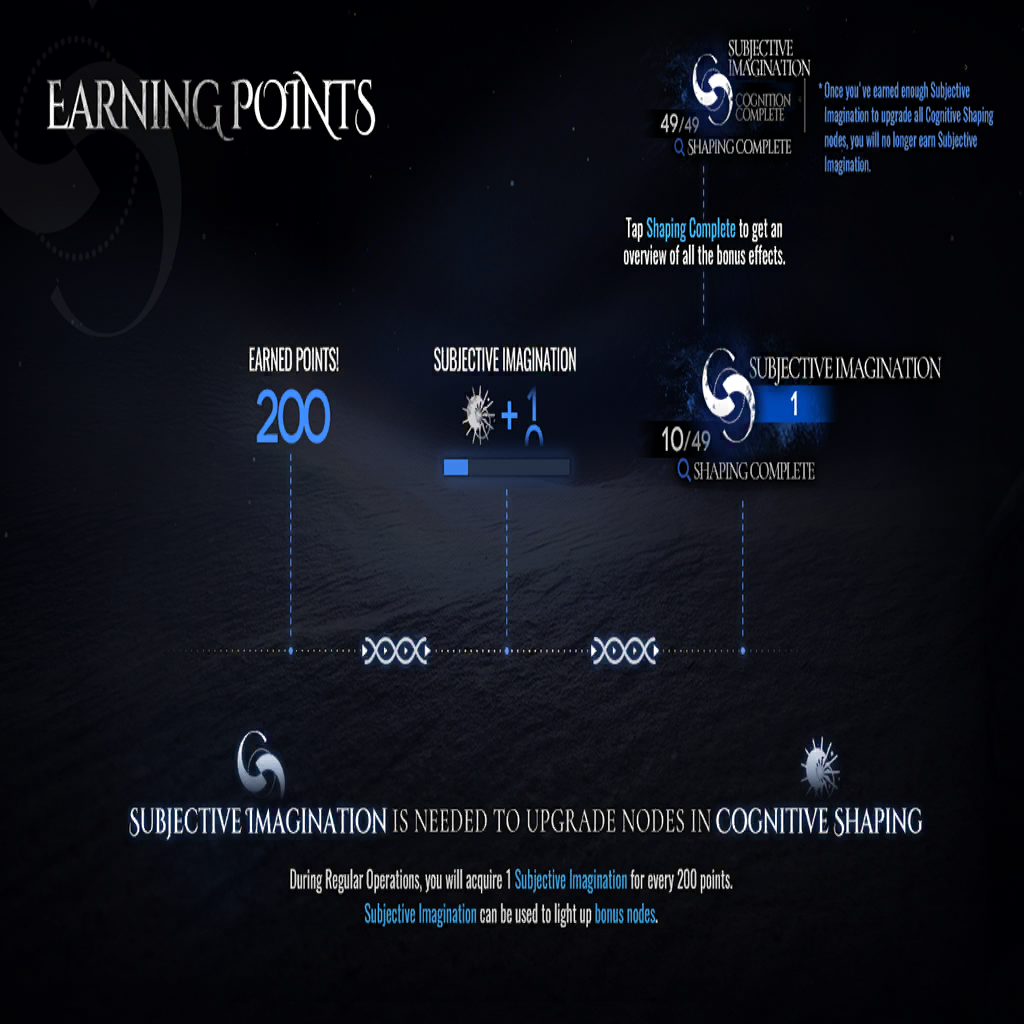 EARNING POINTS
SUBJECTIVE
IMAGINATION
COGNITION
COMPLETE
49/49
SHAPING COMPLETE
* Once you've earned enough Subjective
Imagination to upgrade all Cognitive Shaping
nodes, you will no longer earn Subjective
Imagination.
Tap Shaping Complete to get an
overview of all the bonus effects.
EARNED POINTS!
200
SUBJECTIVE IMAGINATION
+ 1
0
SUBJECTIVE IMAGINATION
1
10/49
SHAPING COMPLETE
SUBJECTIVE IMAGINATION IS NEEDED TO UPGRADE NODES IN COGNITIVE SHAPING
During Regular Operations, you will acquire 1 Subjective Imagination for every 200 points.
Subjective Imagination can be used to light up bonus nodes.